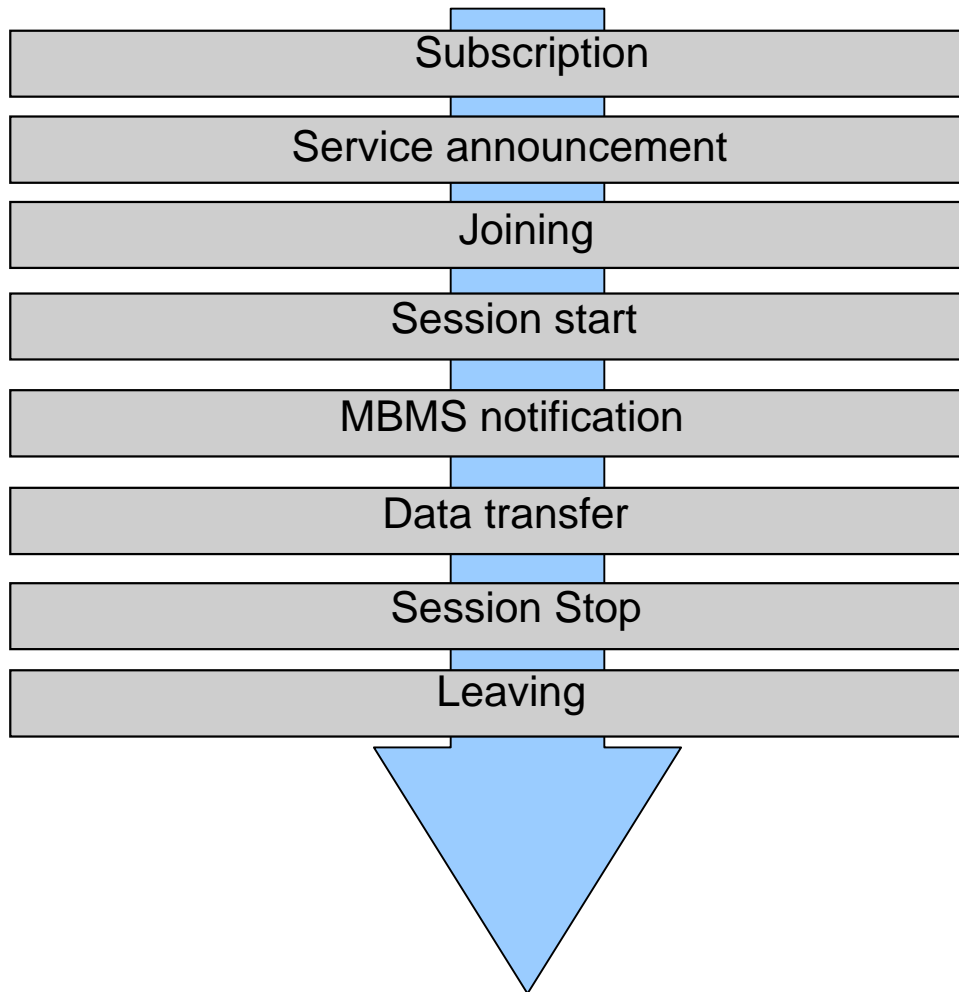 Subscription
Service announcement
Joining
Session start
MBMS notification
Data transfer
Session Stop
Leaving